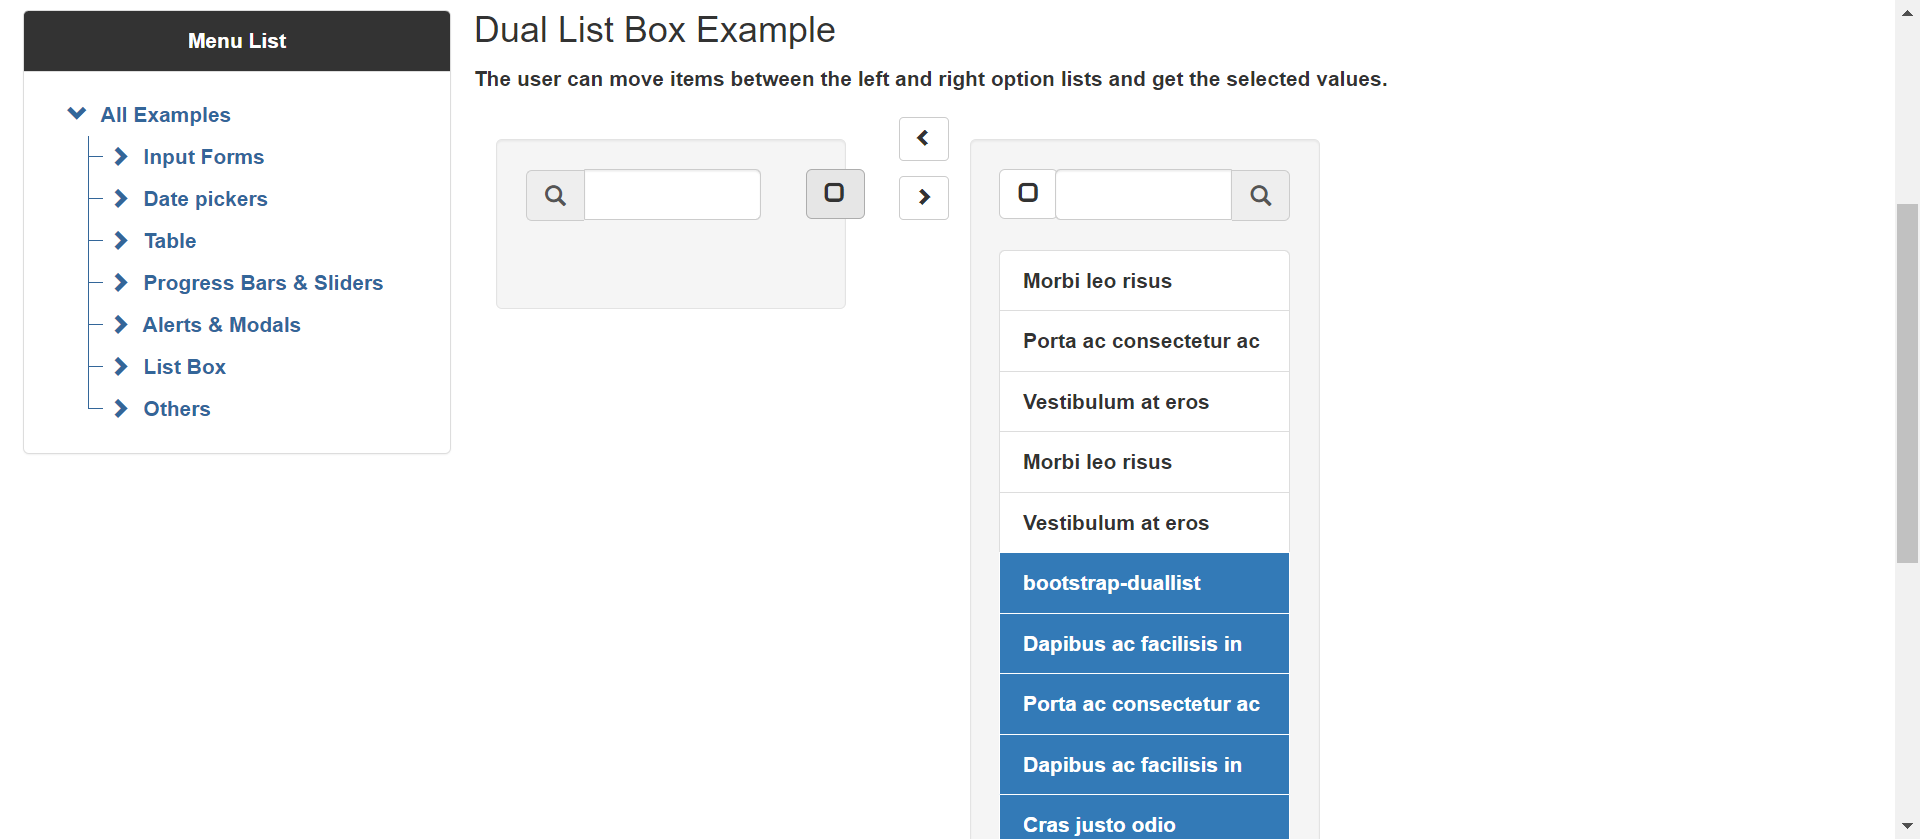 Menu List
All Examples
Input Forms
Date pickers
Table
Progress Bars & Sliders
Alerts & Modals
List Box
Others
Dual List Box Example
The user can move items between the left and right option lists and get the selected values.
Morbi leo risus
Porta ac consectetur ac
Vestibulum at eros
Morbi leo risus
Vestibulum at eros
bootstrap-duallist
Dapibus ac facilisis in
Porta ac consectetur ac
Dapibus ac facilisis in
Cras justo odio